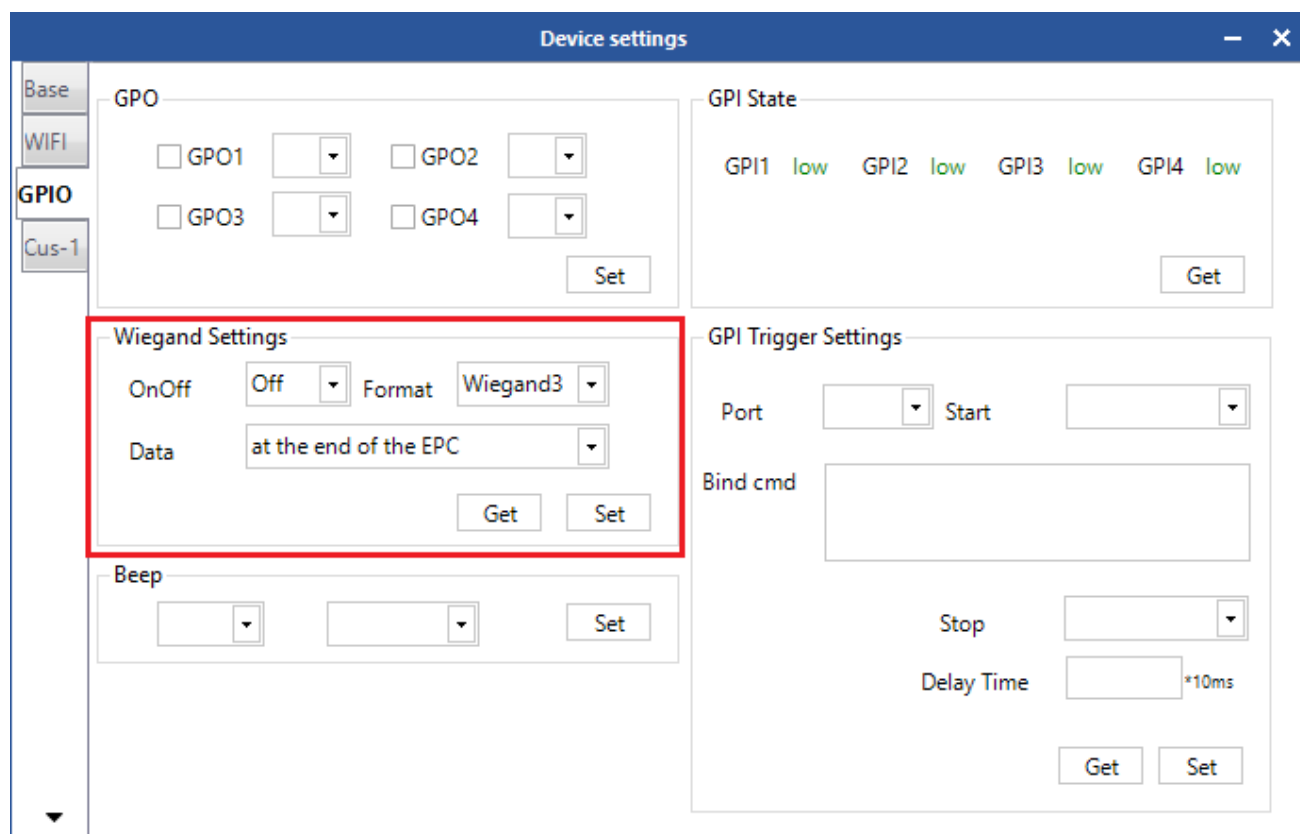 Device settings
Base
WIFI
GPIO
Cus-1
GPO
GPO1 GPO2
GPO3 GPO4
Set
GPI State
GPI1 low GPI2 low GPI3 low GPI4 low
Get
Wiegand Settings
OnOff Off Format Wiegand3
Data at the end of the EPC
Get Set
GPI Trigger Settings
Port Start
Bind cmd
Stop
Delay Time *10ms
Get Set
Beep
Set